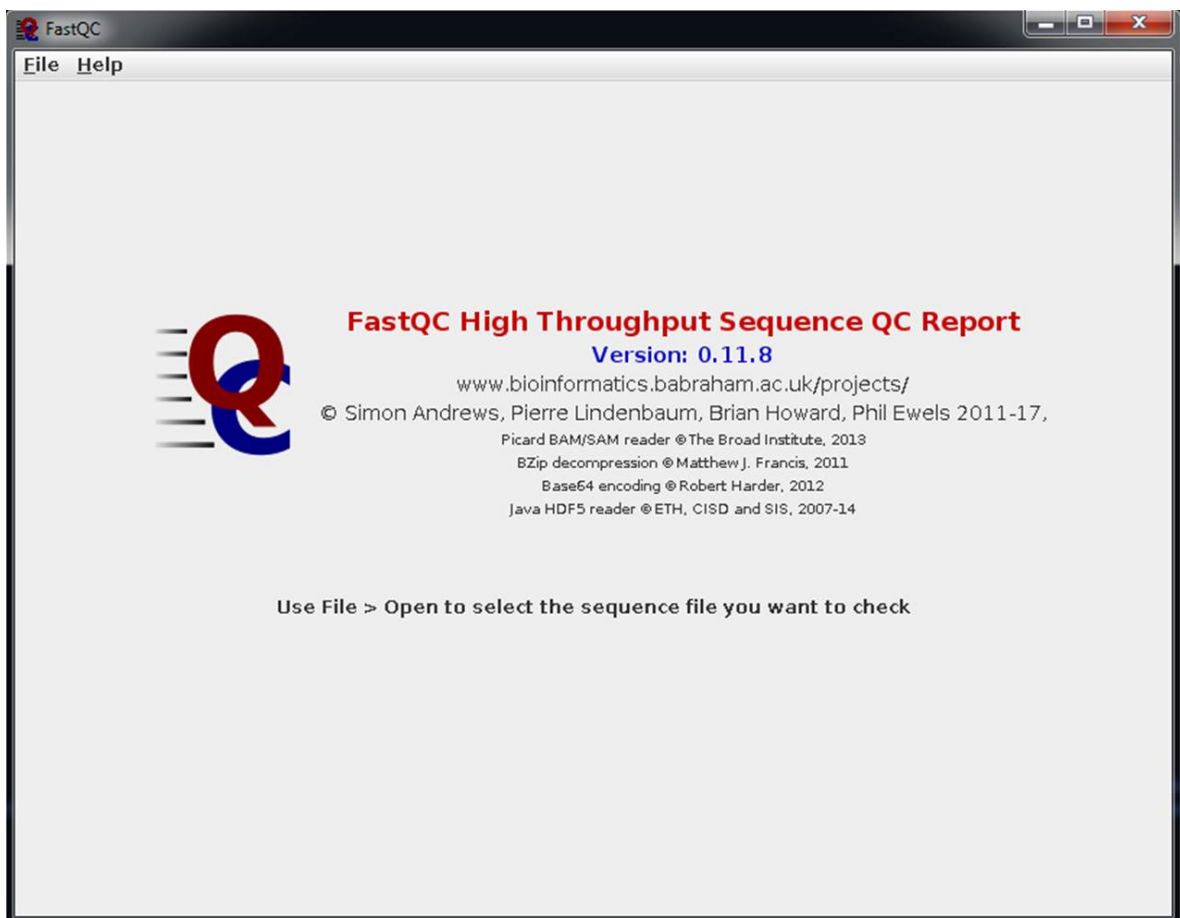 FastQC
File Help
FastQC High Throughput Sequence QC Report
Version: 0.11.8
www.bioinformatics.babraham.ac.uk/projects/
© Simon Andrews, Pierre Lindenbaum, Brian Howard, Phil Ewels 2011-17,
Picard BAM/SAM reader ©The Broad Institute, 2013
BZip decompression ©Matthew J. Francis, 2011
Base64 encoding ©Robert Harder, 2012
Java HDF5 reader ©ETH, CISD and SIS, 2007-14
QC
Use File > Open to select the sequence file you want to check